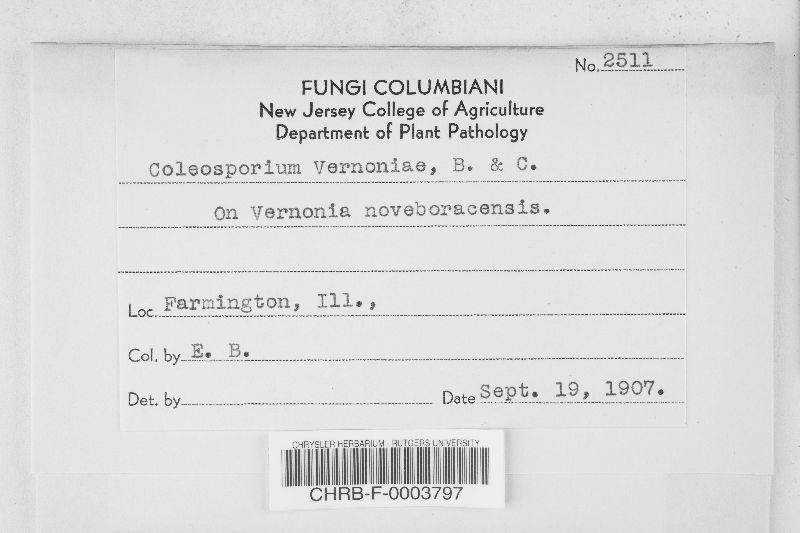 No. 2511
FUNGI COLUMBIANI
New Jersey College of Agriculture
Department of Plant Pathology
Coleosporium Vernoniae, B. & C.
On Vernonia noveboracensis.
Loc. Farmington, Ill.,
Col. by E. B.
Det. by Date Sept. 19, 1907.
CHRYSLER HERBARIUM - RUTGERS UNIVERSITY
CHRB-F-0003797